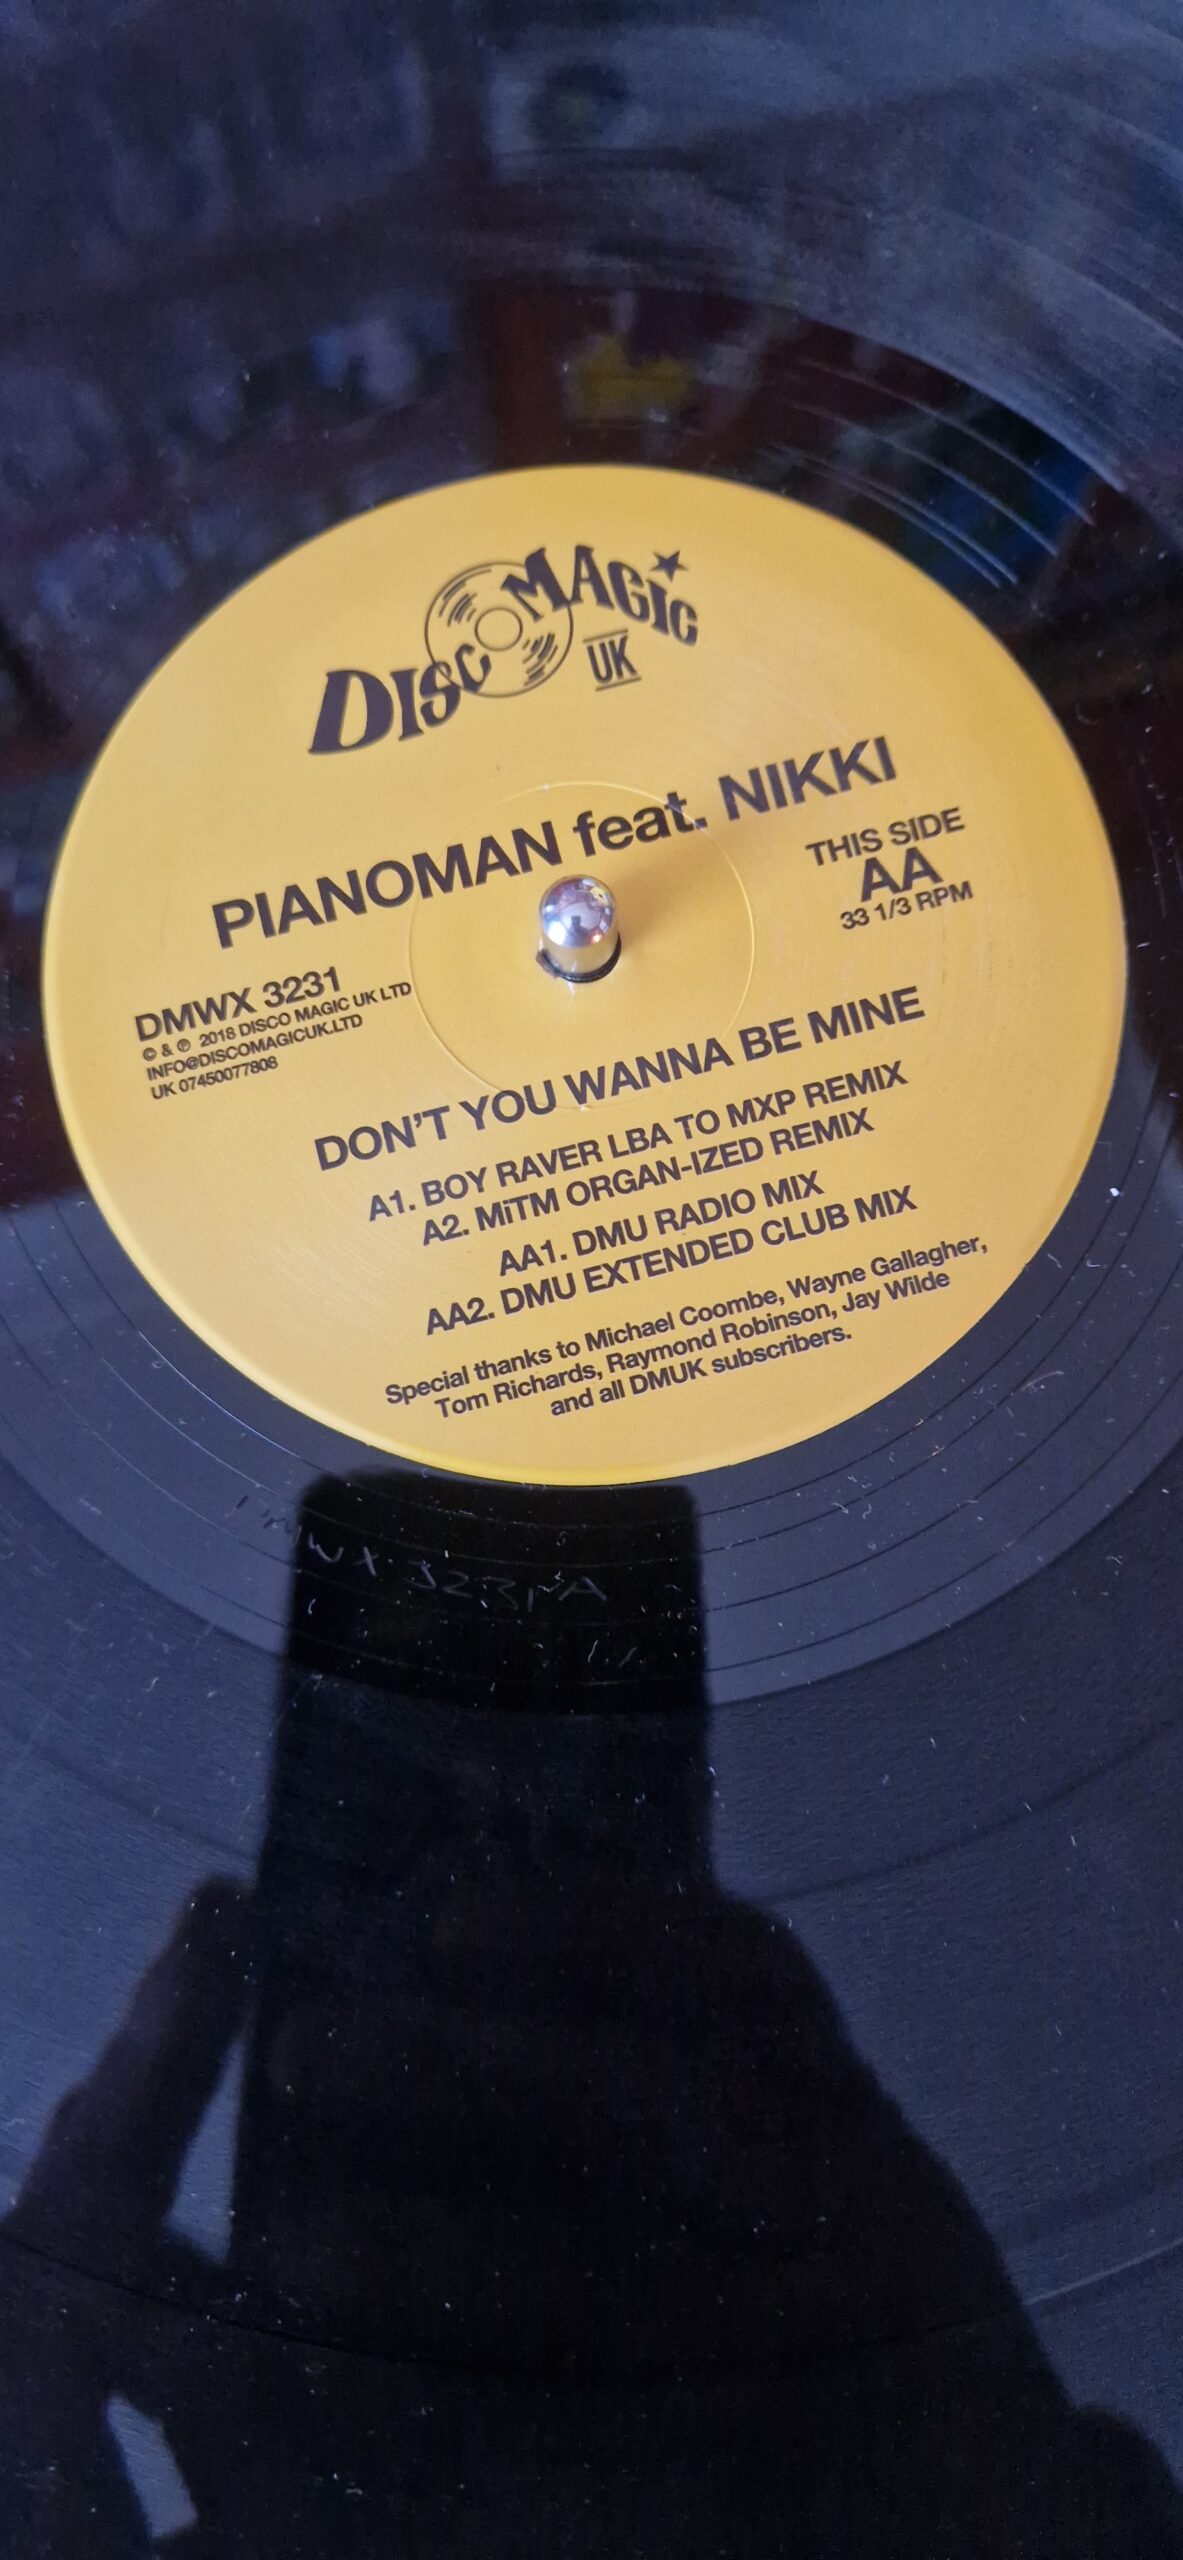 DISCO MAGIC
UK
PIANOMAN feat. NIKKI
THIS SIDE
AA
33 1/3 RPM
DMWX 3231
© & ℗ 2018 DISCO MAGIC UK LTD
INFO@DISCOMAGICUK.LTD
UK 07450077808
DON'T YOU WANNA BE MINE
A1. BOY RAVER LBA TO MXP REMIX
A2. MiTM ORGAN-IZED REMIX
AA1. DMU RADIO MIX
AA2. DMU EXTENDED CLUB MIX
Special thanks to Michael Coombe, Wayne Gallagher,
Tom Richards, Raymond Robinson, Jay Wilde
and all DMUK subscribers.